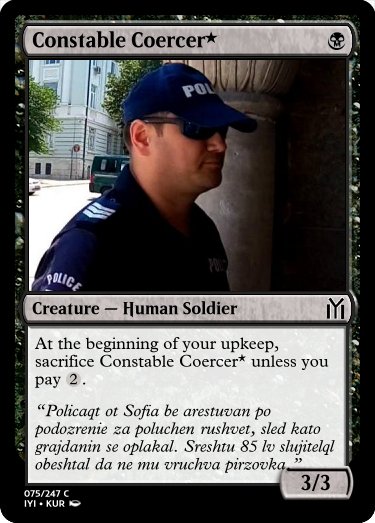 Constable Coercer★
POL
POLICE
Creature — Human Soldier
At the beginning of your upkeep,
sacrifice Constable Coercer★ unless you
pay 2.
“Policaqt ot Sofia be arestuvan po
podozrenie za poluchen rushvet, sled kato
grajdanin se oplakal. Sreshtu 85 lv slujitelql
obeshtal da ne mu vruchva pirzovka.”
3/3
075/247 C
IYI • KUR